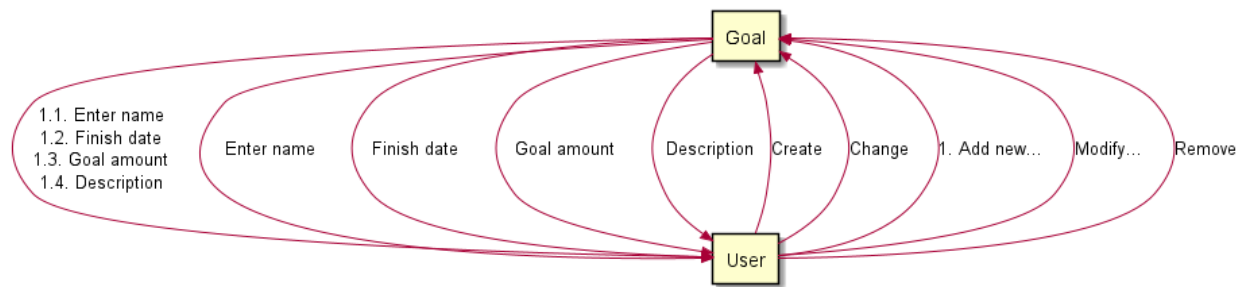 Goal
1.1. Enter name
1.2. Finish date
1.3. Goal amount
1.4. Description
Enter name
Finish date
Goal amount
Description
Create
Change
1. Add new...
Modify...
Remove
User